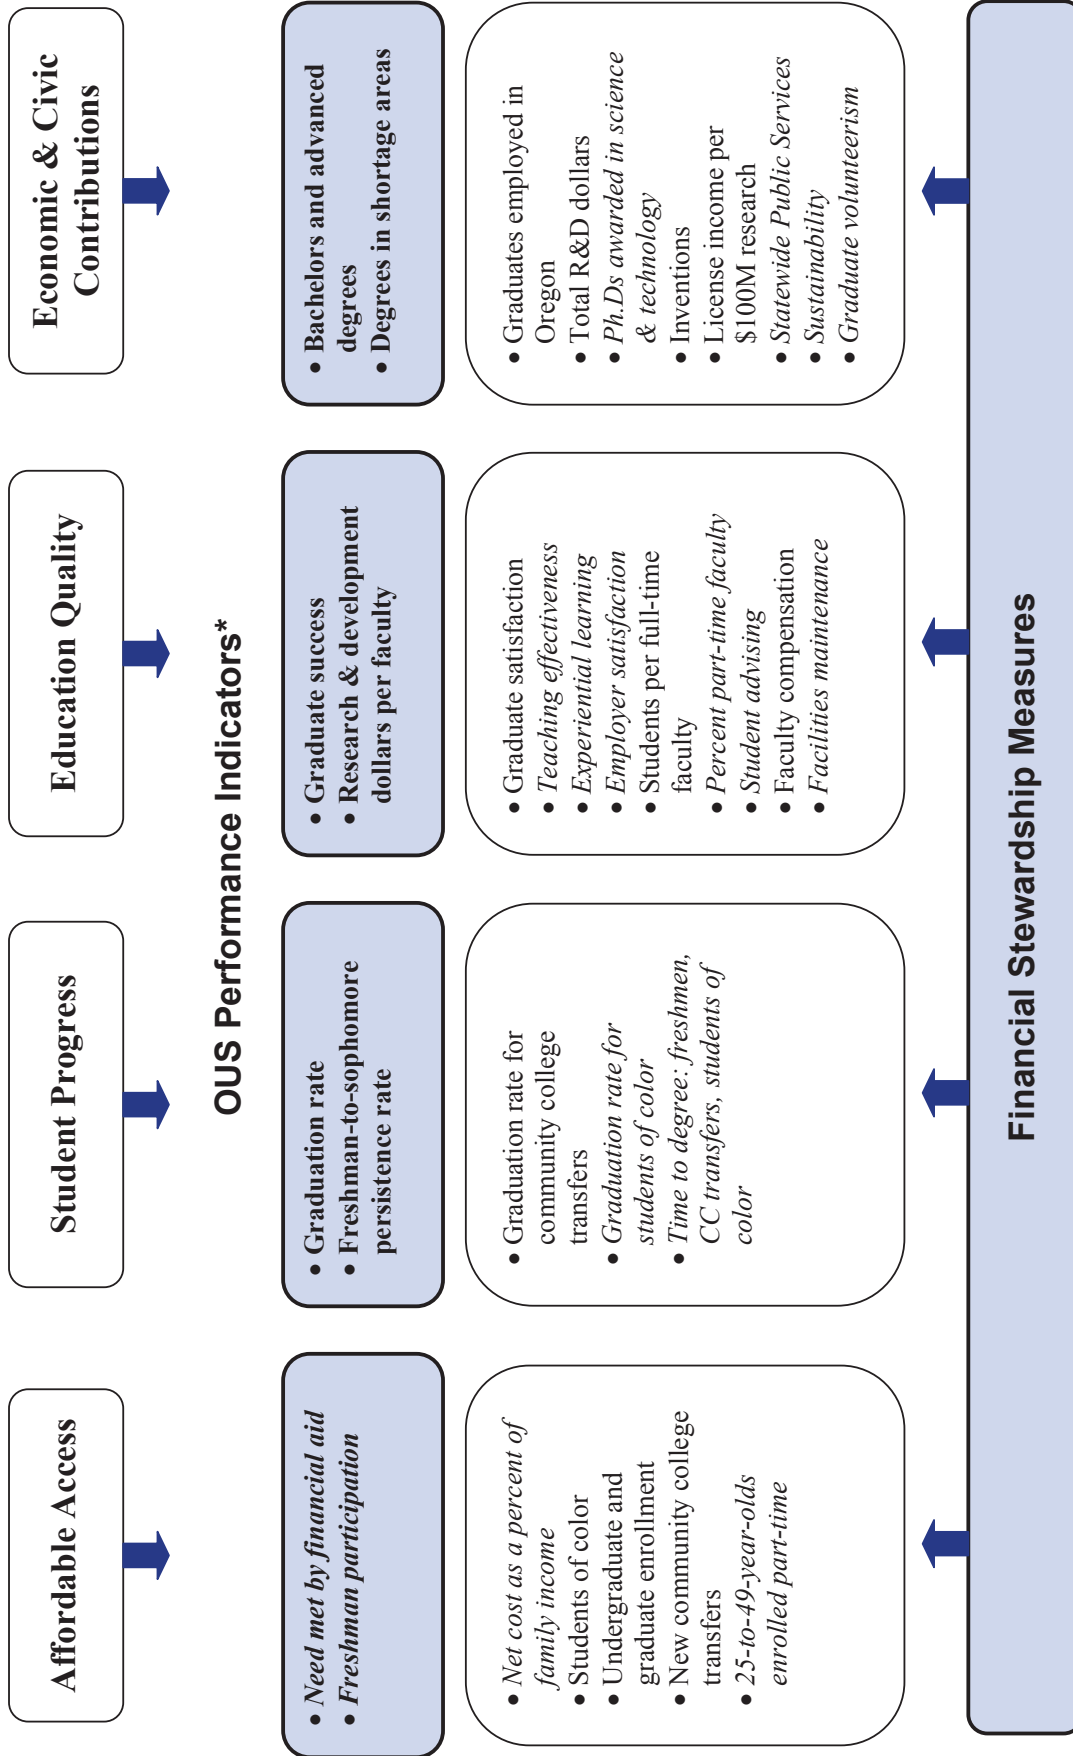 Affordable Access
Student Progress
Education Quality
Economic & Civic
Contributions
OUS Performance Indicators*
• Need met by financial aid
• Freshman participation
• Graduation rate
• Freshman-to-sophomore
persistence rate
• Graduate success
• Research & development
dollars per faculty
• Bachelors and advanced
degrees
• Degrees in shortage areas
• Net cost as a percent of
family income
• Students of color
• Undergraduate and
graduate enrollment
• New community college
transfers
• 25-to-49-year-olds
enrolled part-time
• Graduation rate for
community college
transfers
• Graduation rate for
students of color
• Time to degree: freshmen,
CC transfers, students of
color
• Graduate satisfaction
• Teaching effectiveness
• Experiential learning
• Employer satisfaction
• Students per full-time
faculty
• Percent part-time faculty
• Student advising
• Faculty compensation
• Facilities maintenance
• Graduates employed in
Oregon
• Total R&D dollars
• Ph.Ds awarded in science
& technology
• Inventions
• License income per
$100M research
• Statewide Public Services
• Sustainability
• Graduate volunteerism
Financial Stewardship Measures